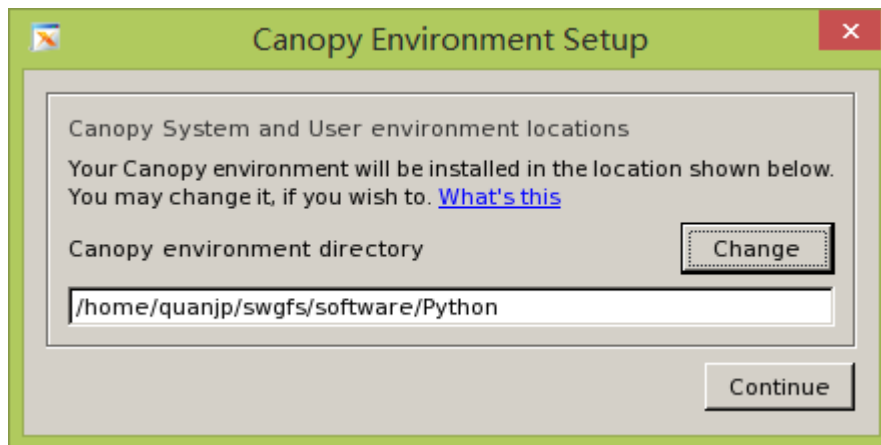 Canopy Environment Setup
Canopy System and User environment locations
Your Canopy environment will be installed in the location shown below.
You may change it, if you wish to. What's this
Canopy environment directory
Change
/home/quanjp/swgfs/software/Python
Continue